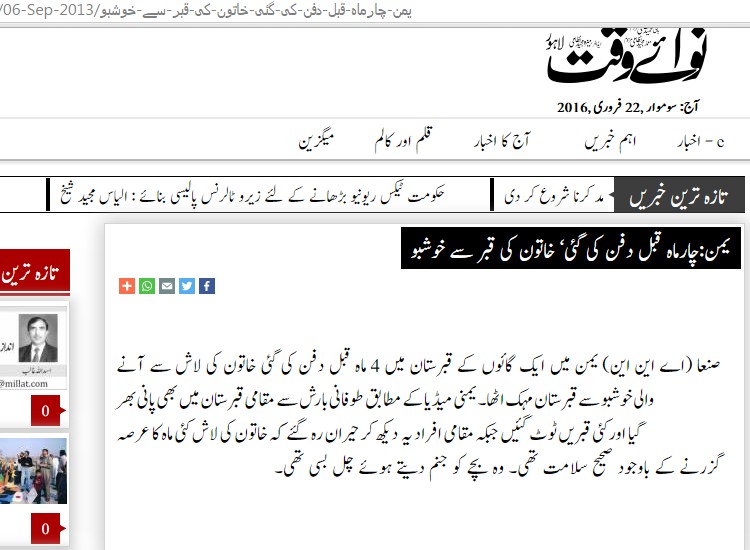 /06-Sep-2013/یمن-چارماہ-قبل-دفن-کی-گئی-خاتون-کی-قبر-سے-خوشبو
نوائے وقت
لاہور
آج: سوموار ,22 فروری ,2016
e - اخبار
اہم خبریں
آج کا اخبار
قلم اور کالم
میگزین
تازہ ترین خبریں
مدد کرنا شروع کر دی
حکومت ٹیکس ریونیو بڑھانے کے لئے زیرو ٹالرنس پالیسی بنائے : الیاس مجید شیخ
یمن:چارماہ قبل دفن کی گئی‘ خاتون کی قبر سے خوشبو
صنعا (اے این این) یمن میں ایک گائوں کے قبرستان میں 4 ماہ قبل دفن کی گئی خاتون کی لاش سے آنے
والی خوشبو سے قبرستان مہک اٹھا۔ یمنی میڈیا کے مطابق طوفانی بارش سے مقامی قبرستان میں بھی پانی بھر
گیا اور کئی قبریں ٹوٹ گئیں جبکہ مقامی افراد یہ دیکھ کر حیران رہ گئے کہ خاتون کی لاش کئی ماہ کا عرصہ
گزرنے کے باوجود صحیح سلامت تھی۔ وہ بچے کو جنم دیتے ہوئے چل بسی تھی۔
تازہ ترین
انداز
اسد اللہ غالب
@millat.com
0
0